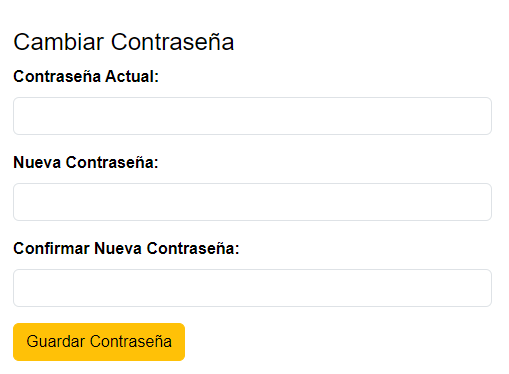 Cambiar Contraseña
Contraseña Actual:
Nueva Contraseña:
Confirmar Nueva Contraseña:
Guardar Contraseña